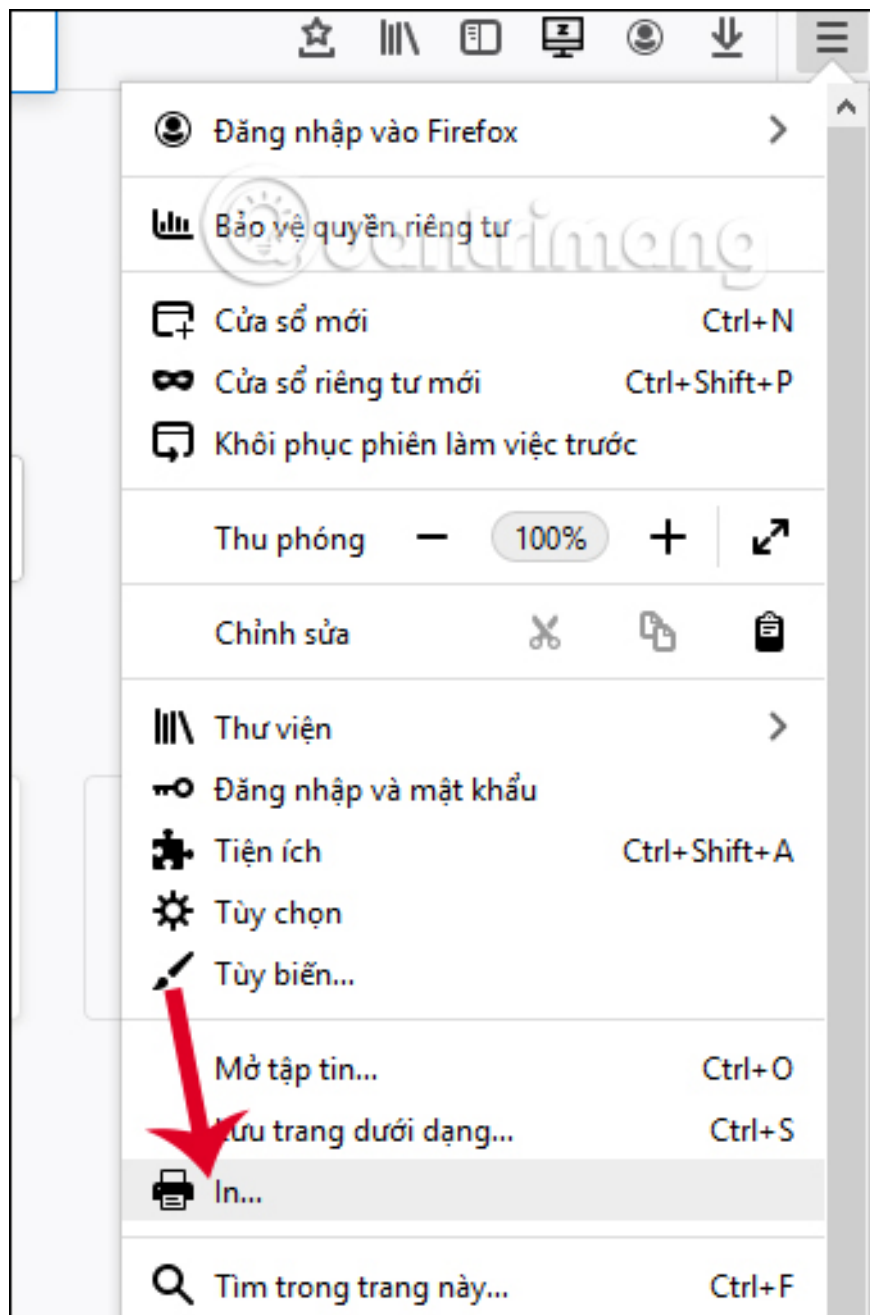 Đăng nhập vào Firefox
Bảo vệ quyền riêng tư
Quantrimang
Cửa sổ mới Ctrl+N
Cửa sổ riêng tư mới Ctrl+Shift+P
Khôi phục phiên làm việc trước
Thu phóng 100%
Chỉnh sửa
Thư viện
Đăng nhập và mật khẩu
Tiện ích Ctrl+Shift+A
Tùy chọn
Tùy biến...
Mở tập tin... Ctrl+O
Lưu trang dưới dạng... Ctrl+S
In...
Tìm trong trang này... Ctrl+F